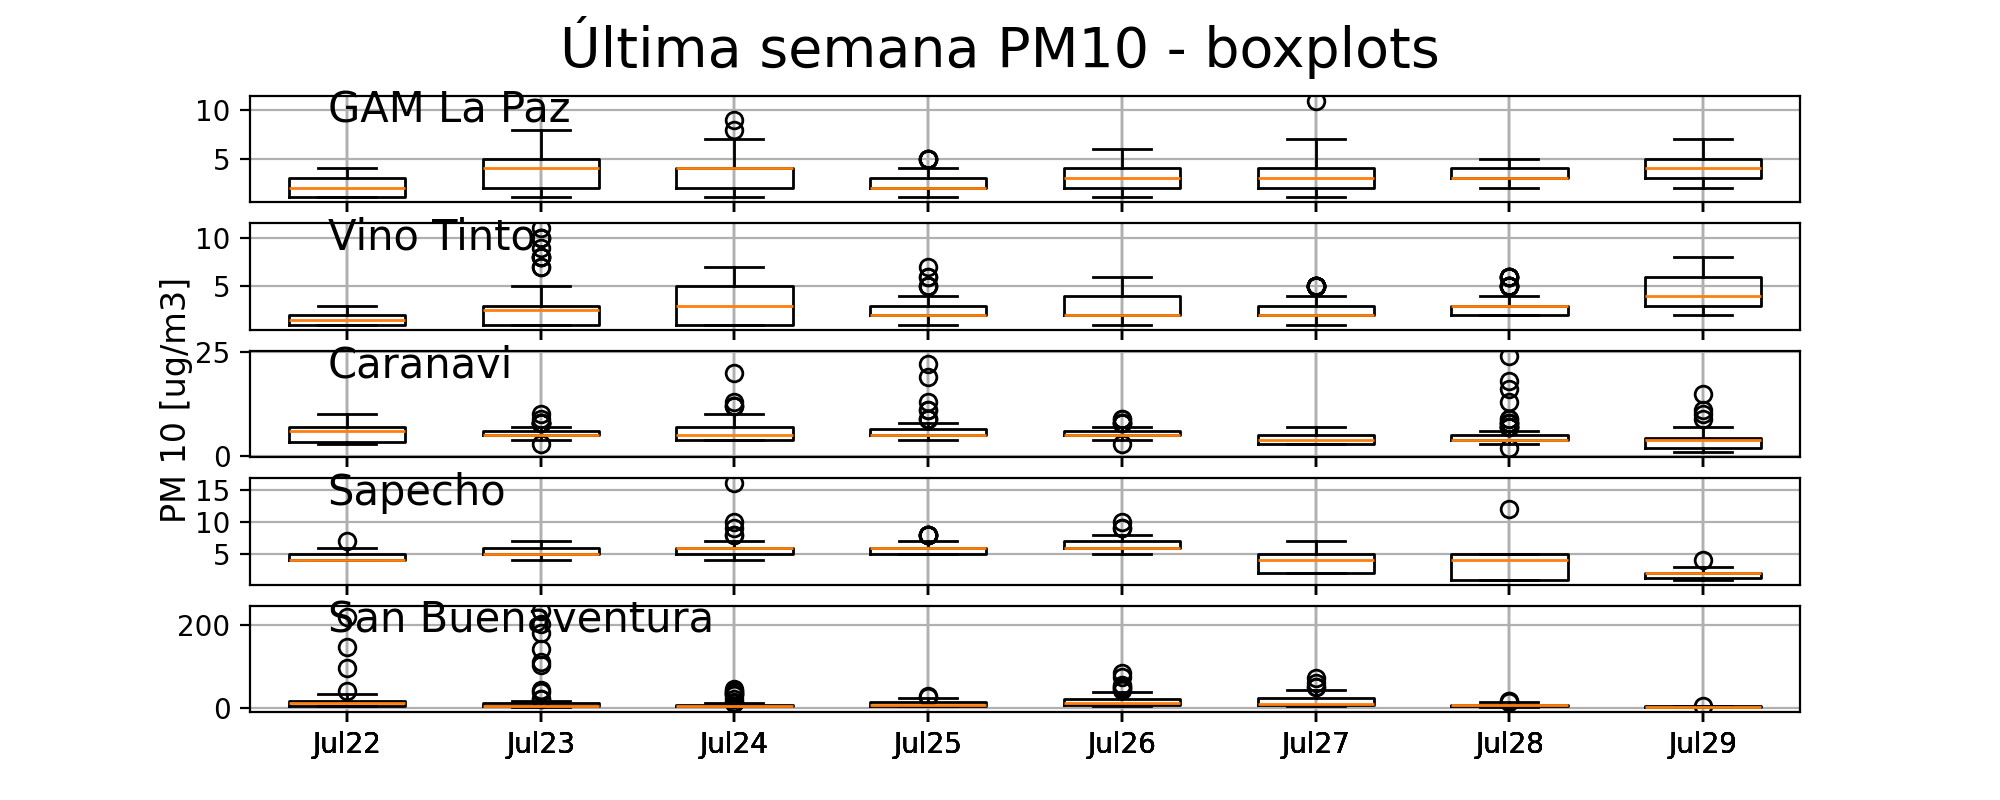 Última semana PM10 - boxplots
PM 10 [ug/m3]
GAM La Paz
10
5
Vino Tinto
10
5
Caranavi
25
0
Sapecho
15
10
5
San Buenaventura
200
0
Jul22 Jul23 Jul24 Jul25 Jul26 Jul27 Jul28 Jul29